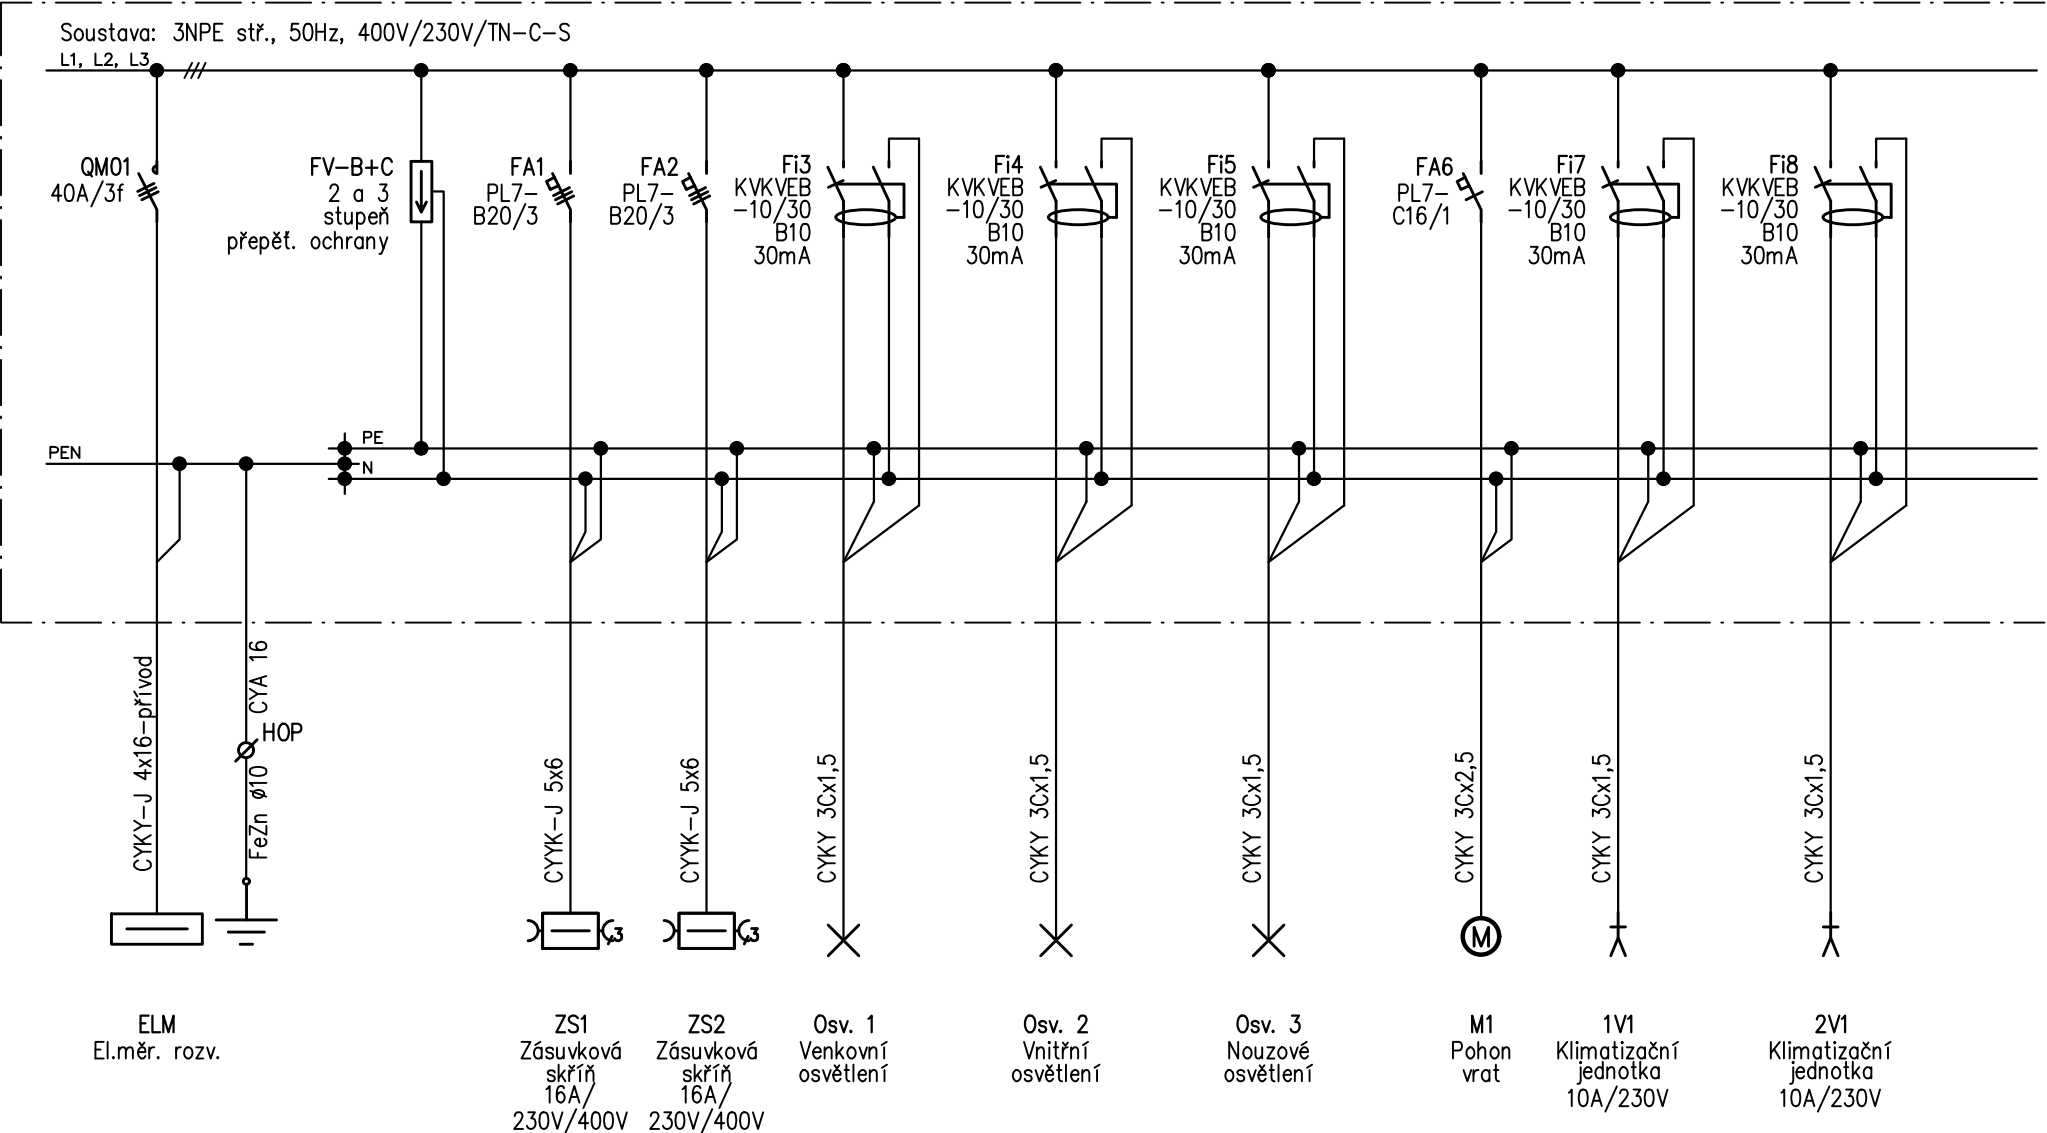 Soustava: 3NPE stř., 50Hz, 400V/230V/TN-C-S
L1, L2, L3
QM01
40A/3f
FV-B+C
2 a 3
stupeň
přepěť. ochrany
FA1
PL7-
B20/3
FA2
PL7-
B20/3
Fi3
KVKVEB
-10/30
B10
30mA
Fi4
KVKVEB
-10/30
B10
30mA
Fi5
KVKVEB
-10/30
B10
30mA
FA6
PL7-
C16/1
Fi7
KVKVEB
-10/30
B10
30mA
Fi8
KVKVEB
-10/30
B10
30mA
PEN
PE
N
CYKY-J 4x16-přívod
CYA 16
HOP
FeZn ø10
CYYK-J 5x6
CYYK-J 5x6
CYKY 3Cx1,5
CYKY 3Cx1,5
CYKY 3Cx1,5
CYKY 3Cx2,5
CYKY 3Cx1,5
CYKY 3Cx1,5
3
3
M
ELM
El.měr. rozv.
ZS1
Zásuvková
skříň
16A/
230V/400V
ZS2
Zásuvková
skříň
16A/
230V/400V
Osv. 1
Venkovní
osvětlení
Osv. 2
Vnitřní
osvětlení
Osv. 3
Nouzové
osvětlení
M1
Pohon
vrat
1V1
Klimatizační
jednotka
10A/230V
2V1
Klimatizační
jednotka
10A/230V